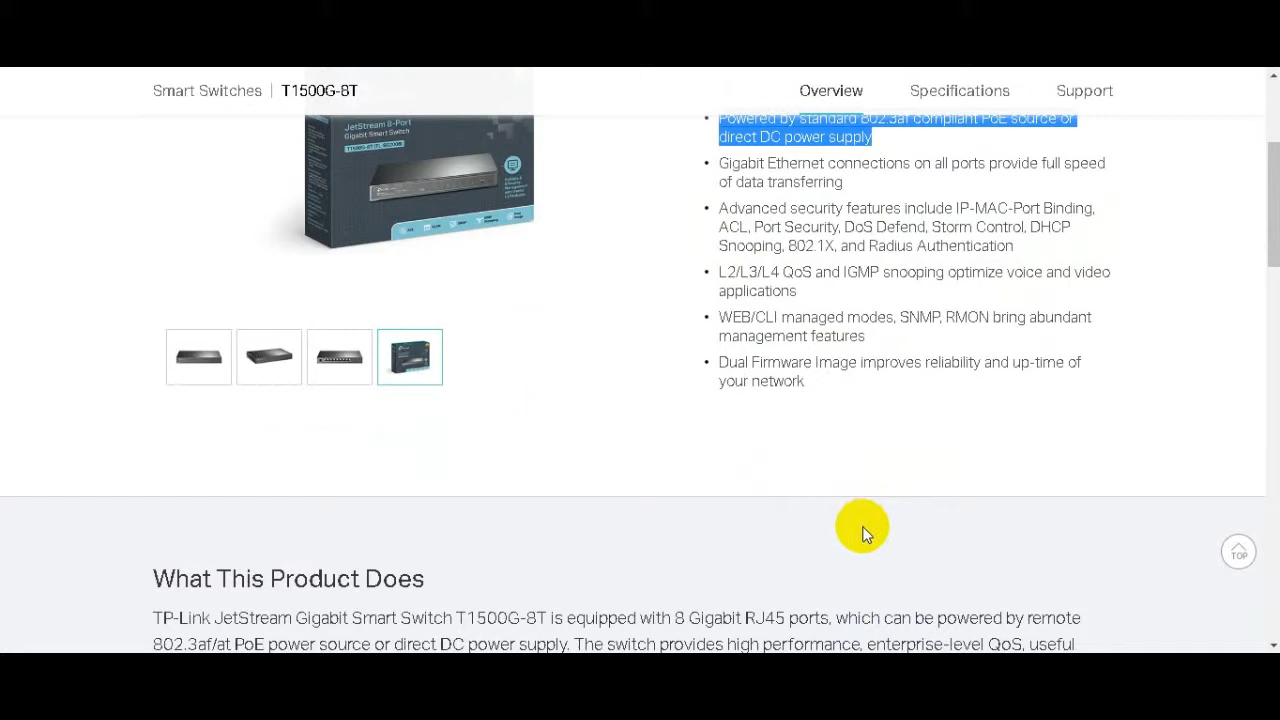 Smart Switches | T1500G-8T
Overview
Specifications
Support
JetStream 8-Port
Gigabit Smart Switch
Powered by standard 802.3af compliant PoE source or
direct DC power supply
Gigabit Ethernet connections on all ports provide full speed
of data transferring
Advanced security features include IP-MAC-Port Binding,
ACL, Port Security, DoS Defend, Storm Control, DHCP
Snooping, 802.1X, and Radius Authentication
L2/L3/L4 QoS and IGMP snooping optimize voice and video
applications
WEB/CLI managed modes, SNMP, RMON bring abundant
management features
Dual Firmware Image improves reliability and up-time of
your network
TOP
What This Product Does
TP-Link JetStream Gigabit Smart Switch T1500G-8T is equipped with 8 Gigabit RJ45 ports, which can be powered by remote
802.3af/at PoE power source or direct DC power supply. The switch provides high performance, enterprise-level QoS, useful